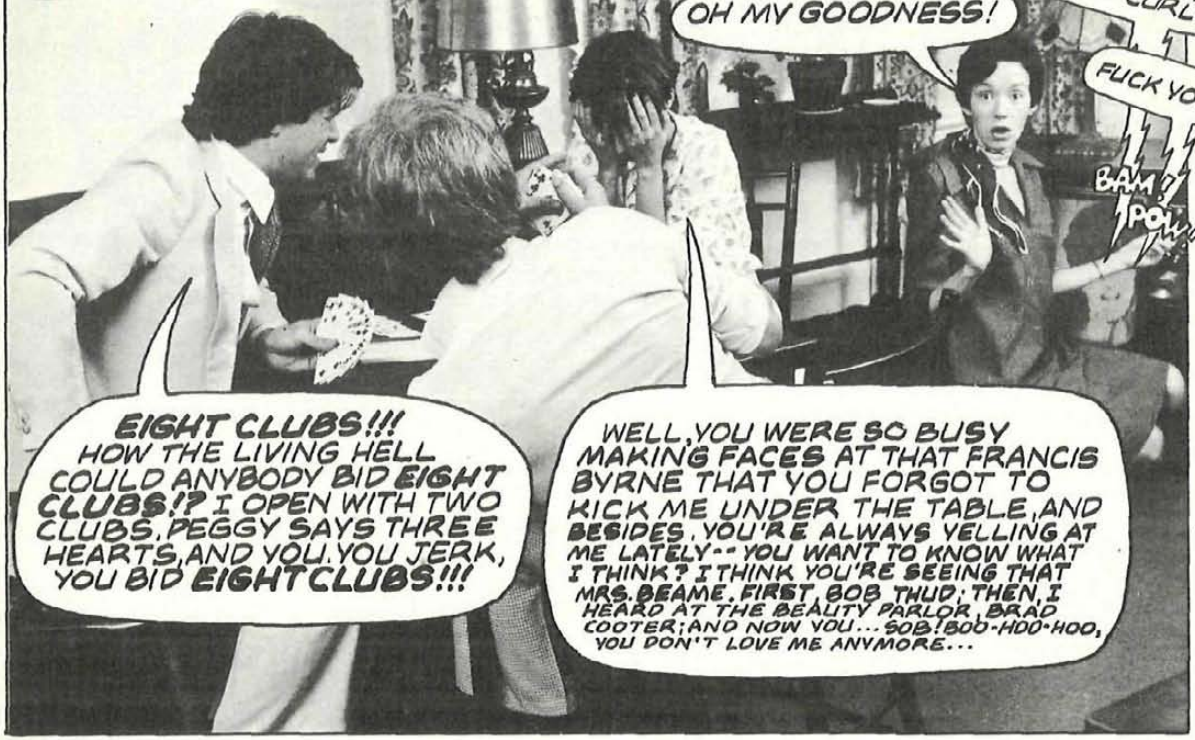 OH MY GOODNESS!
FUCK YO
BAM!
POW!
EIGHT CLUBS!!!
HOW THE LIVING HELL
COULD ANYBODY BID EIGHT
CLUBS!? I OPEN WITH TWO
CLUBS. PEGGY SAYS THREE
HEARTS, AND YOU. YOU JERK,
YOU BID EIGHT CLUBS!!!
WELL, YOU WERE SO BUSY
MAKING FACES AT THAT FRANCIS
BYRNE THAT YOU FORGOT TO
KICK ME UNDER THE TABLE, AND
BESIDES, YOU'RE ALWAYS YELLING AT
ME LATELY-- YOU WANT TO KNOW WHAT
I THINK? I THINK YOU'RE SEEING THAT
MRS. BEAME. FIRST, BOB THUD; THEN, I
HEARD AT THE BEAUTY PARLOR, BRAD
COOTER; AND NOW YOU... SOB! BOO-HOO-HOO,
YOU DON'T LOVE ME ANYMORE...